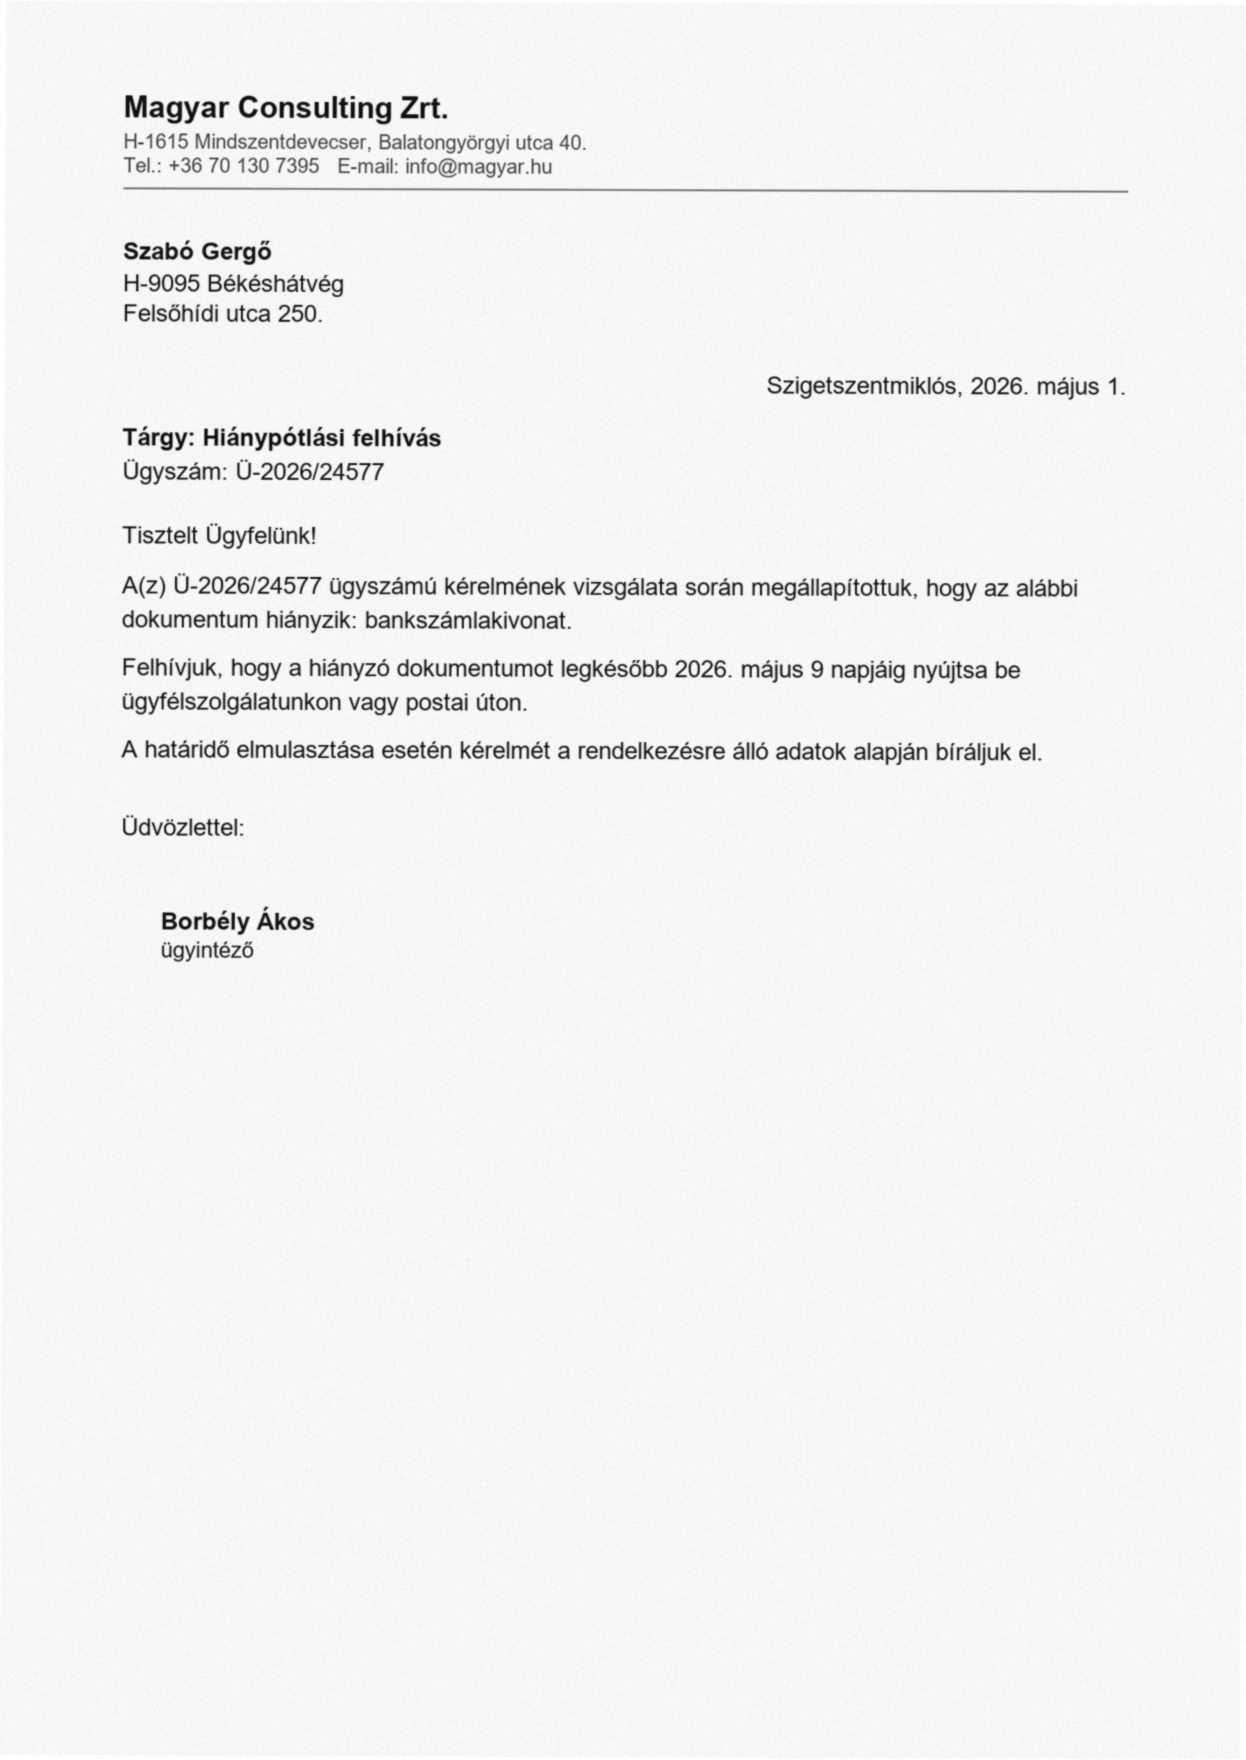 Magyar Consulting Zrt.
H-1615 Mindszentdevecser, Balatongyörgyi utca 40.
Tel.: +36 70 130 7395 E-mail: info@magyar.hu
Szabó Gergő
H-9095 Békéshátvég
Felsőhídi utca 250.
Szigetszentmiklós, 2026. május 1.
Tárgy: Hiánypótlási felhívás
Ügyszám: Ü-2026/24577
Tisztelt Ügyfelünk!
A(z) Ü-2026/24577 ügyszámú kérelmének vizsgálata során megállapítottuk, hogy az alábbi
dokumentum hiányzik: bankszámlakivonat.
Felhívjuk, hogy a hiányzó dokumentumot legkésőbb 2026. május 9 napjáig nyújtsa be
ügyfélszolgálatunkon vagy postai úton.
A határidő elmulasztása esetén kérelmét a rendelkezésre álló adatok alapján bíráljuk el.
Üdvözlettel:
Borbély Ákos
ügyintéző